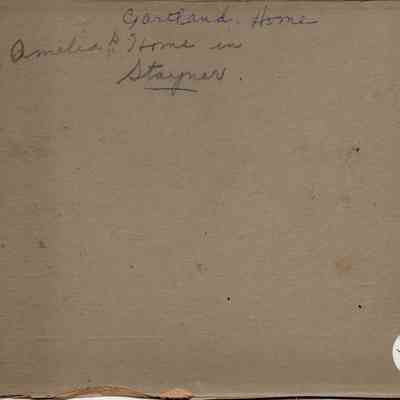 Gartland. Home
Amelia's Home in
Stayner.